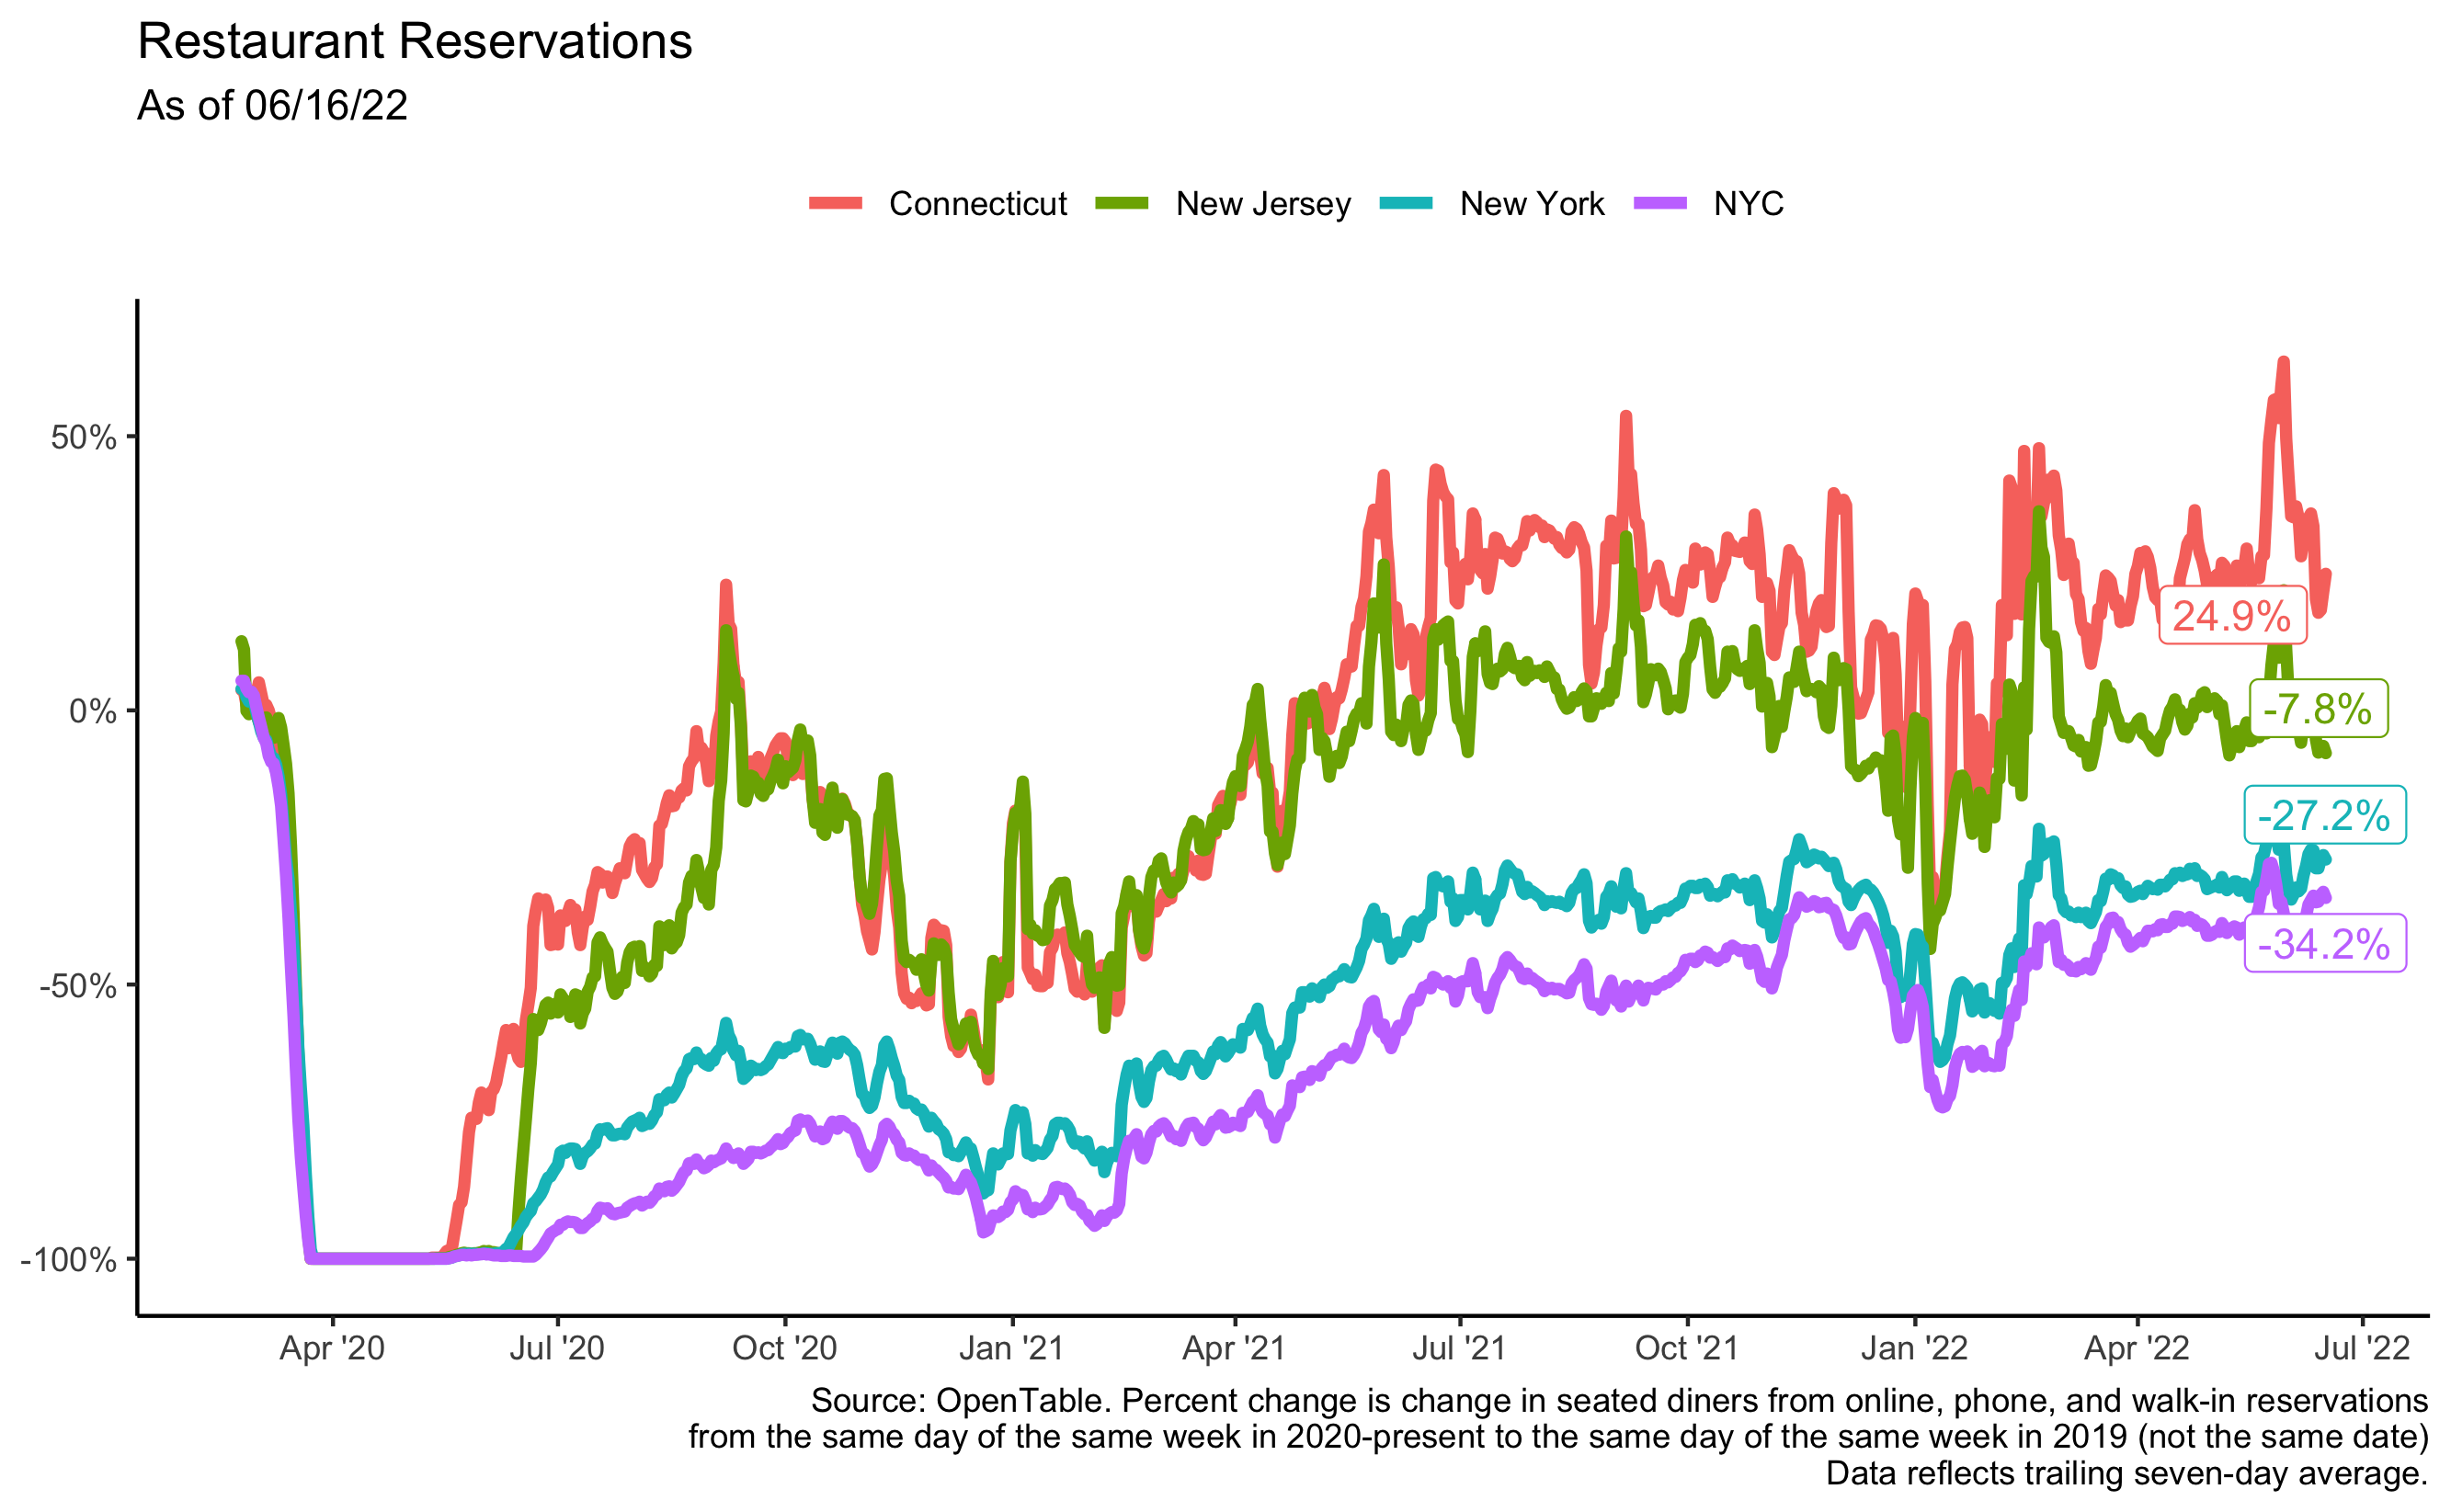 Restaurant Reservations
As of 06/16/22
Connecticut New Jersey New York NYC
50%
0%
-50%
-100%
24.9%
-7.8%
-27.2%
-34.2%
Apr '20 Jul '20 Oct '20 Jan '21 Apr '21 Jul '21 Oct '21 Jan '22 Apr '22 Jul '22
Source: OpenTable. Percent change is change in seated diners from online, phone, and walk-in reservations
from the same day of the same week in 2020-present to the same day of the same week in 2019 (not the same date)
Data reflects trailing seven-day average.